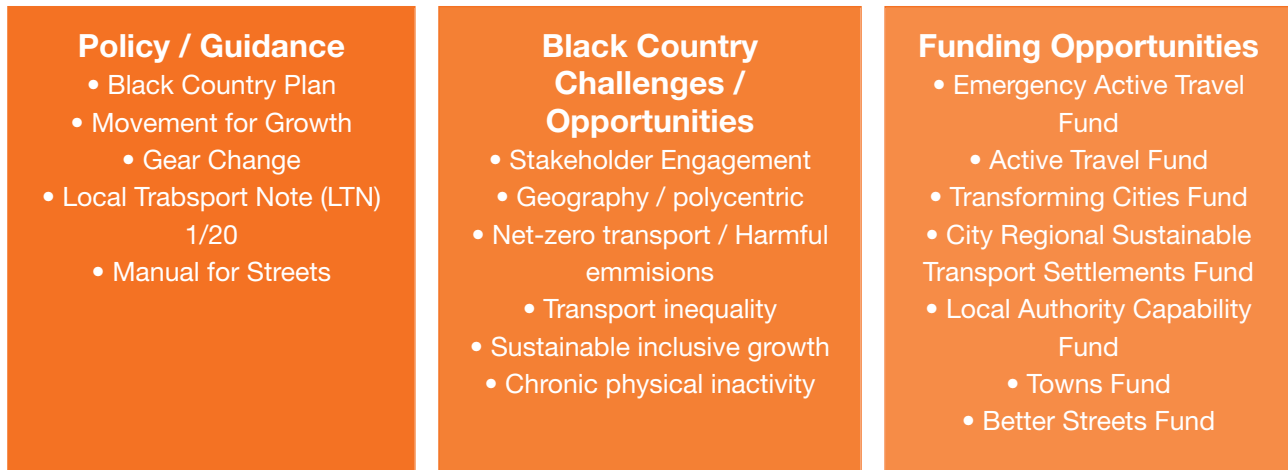 Policy / Guidance
• Black Country Plan
• Movement for Growth
• Gear Change
• Local Trabsport Note (LTN)
1/20
• Manual for Streets
Black Country
Challenges /
Opportunities
• Stakeholder Engagement
• Geography / polycentric
• Net-zero transport / Harmful
emmisions
• Transport inequality
• Sustainable inclusive growth
• Chronic physical inactivity
Funding Opportunities
• Emergency Active Travel
Fund
• Active Travel Fund
• Transforming Cities Fund
• City Regional Sustainable
Transport Settlements Fund
• Local Authority Capability
Fund
• Towns Fund
• Better Streets Fund